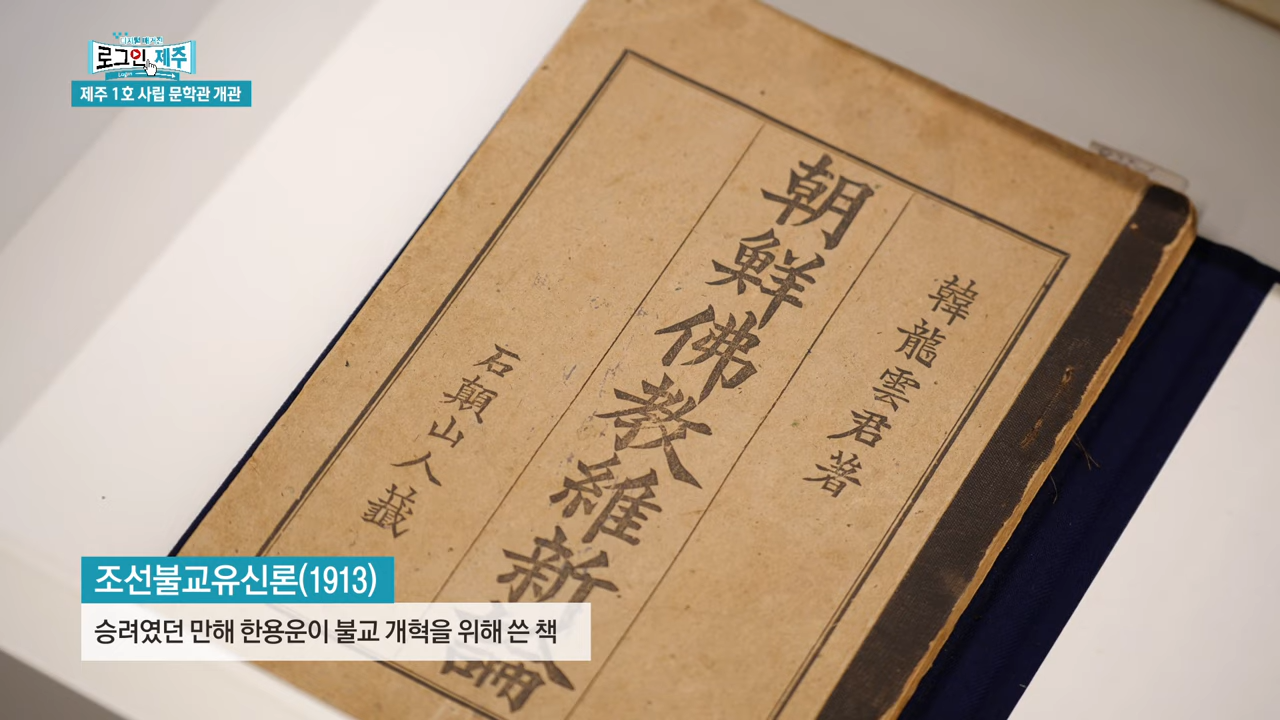 로그인 제주
Login
제주 1호 사립 문학관 개관
韓龍雲君著
朝鮮佛教維新論
石顚山人籤
조선불교유신론(1913)
승려였던 만해 한용운이 불교 개혁을 위해 쓴 책